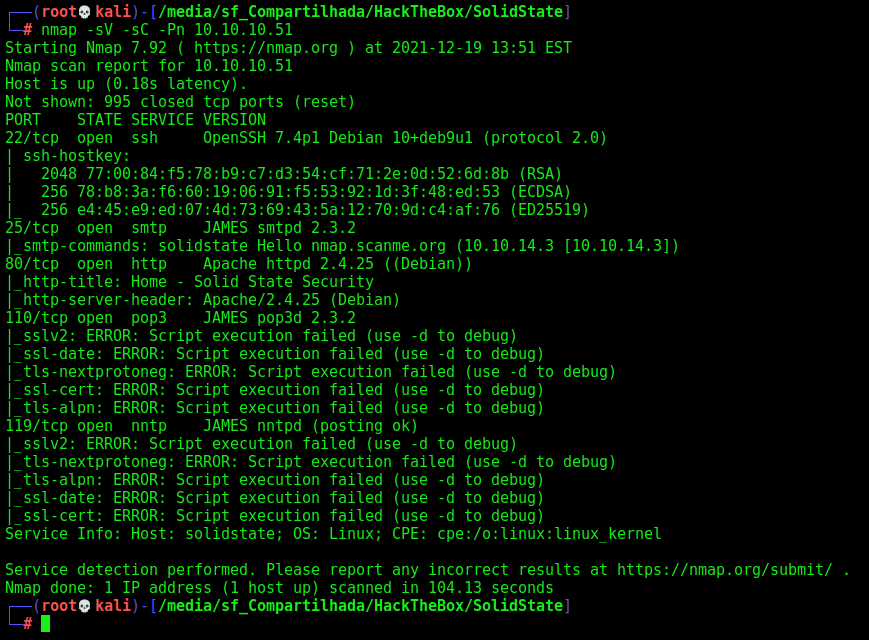 ┌──(root💀kali)-[/media/sf_Compartilhada/HackTheBox/SolidState]
└─# nmap -sV -sC -Pn 10.10.10.51
Starting Nmap 7.92 ( https://nmap.org ) at 2021-12-19 13:51 EST
Nmap scan report for 10.10.10.51
Host is up (0.18s latency).
Not shown: 995 closed tcp ports (reset)
PORT    STATE SERVICE VERSION
22/tcp  open  ssh     OpenSSH 7.4p1 Debian 10+deb9u1 (protocol 2.0)
| ssh-hostkey:
|   2048 77:00:84:f5:78:b9:c7:d3:54:cf:71:2e:0d:52:6d:8b (RSA)
|   256 78:b8:3a:f6:60:19:06:91:f5:53:92:1d:3f:48:ed:53 (ECDSA)
|_  256 e4:45:e9:ed:07:4d:73:69:43:5a:12:70:9d:c4:af:76 (ED25519)
25/tcp  open  smtp    JAMES smtpd 2.3.2
|_smtp-commands: solidstate Hello nmap.scanme.org (10.10.14.3 [10.10.14.3])
80/tcp  open  http    Apache httpd 2.4.25 ((Debian))
|_http-title: Home - Solid State Security
|_http-server-header: Apache/2.4.25 (Debian)
110/tcp open  pop3    JAMES pop3d 2.3.2
|_sslv2: ERROR: Script execution failed (use -d to debug)
|_ssl-date: ERROR: Script execution failed (use -d to debug)
|_tls-nextprotoneg: ERROR: Script execution failed (use -d to debug)
|_ssl-cert: ERROR: Script execution failed (use -d to debug)
|_tls-alpn: ERROR: Script execution failed (use -d to debug)
119/tcp open  nntp    JAMES nntpd (posting ok)
|_sslv2: ERROR: Script execution failed (use -d to debug)
|_tls-nextprotoneg: ERROR: Script execution failed (use -d to debug)
|_tls-alpn: ERROR: Script execution failed (use -d to debug)
|_ssl-date: ERROR: Script execution failed (use -d to debug)
|_ssl-cert: ERROR: Script execution failed (use -d to debug)
Service Info: Host: solidstate; OS: Linux; CPE: cpe:/o:linux:linux_kernel

Service detection performed. Please report any incorrect results at https://nmap.org/submit/ .
Nmap done: 1 IP address (1 host up) scanned in 104.13 seconds
┌──(root💀kali)-[/media/sf_Compartilhada/HackTheBox/SolidState]
└─#